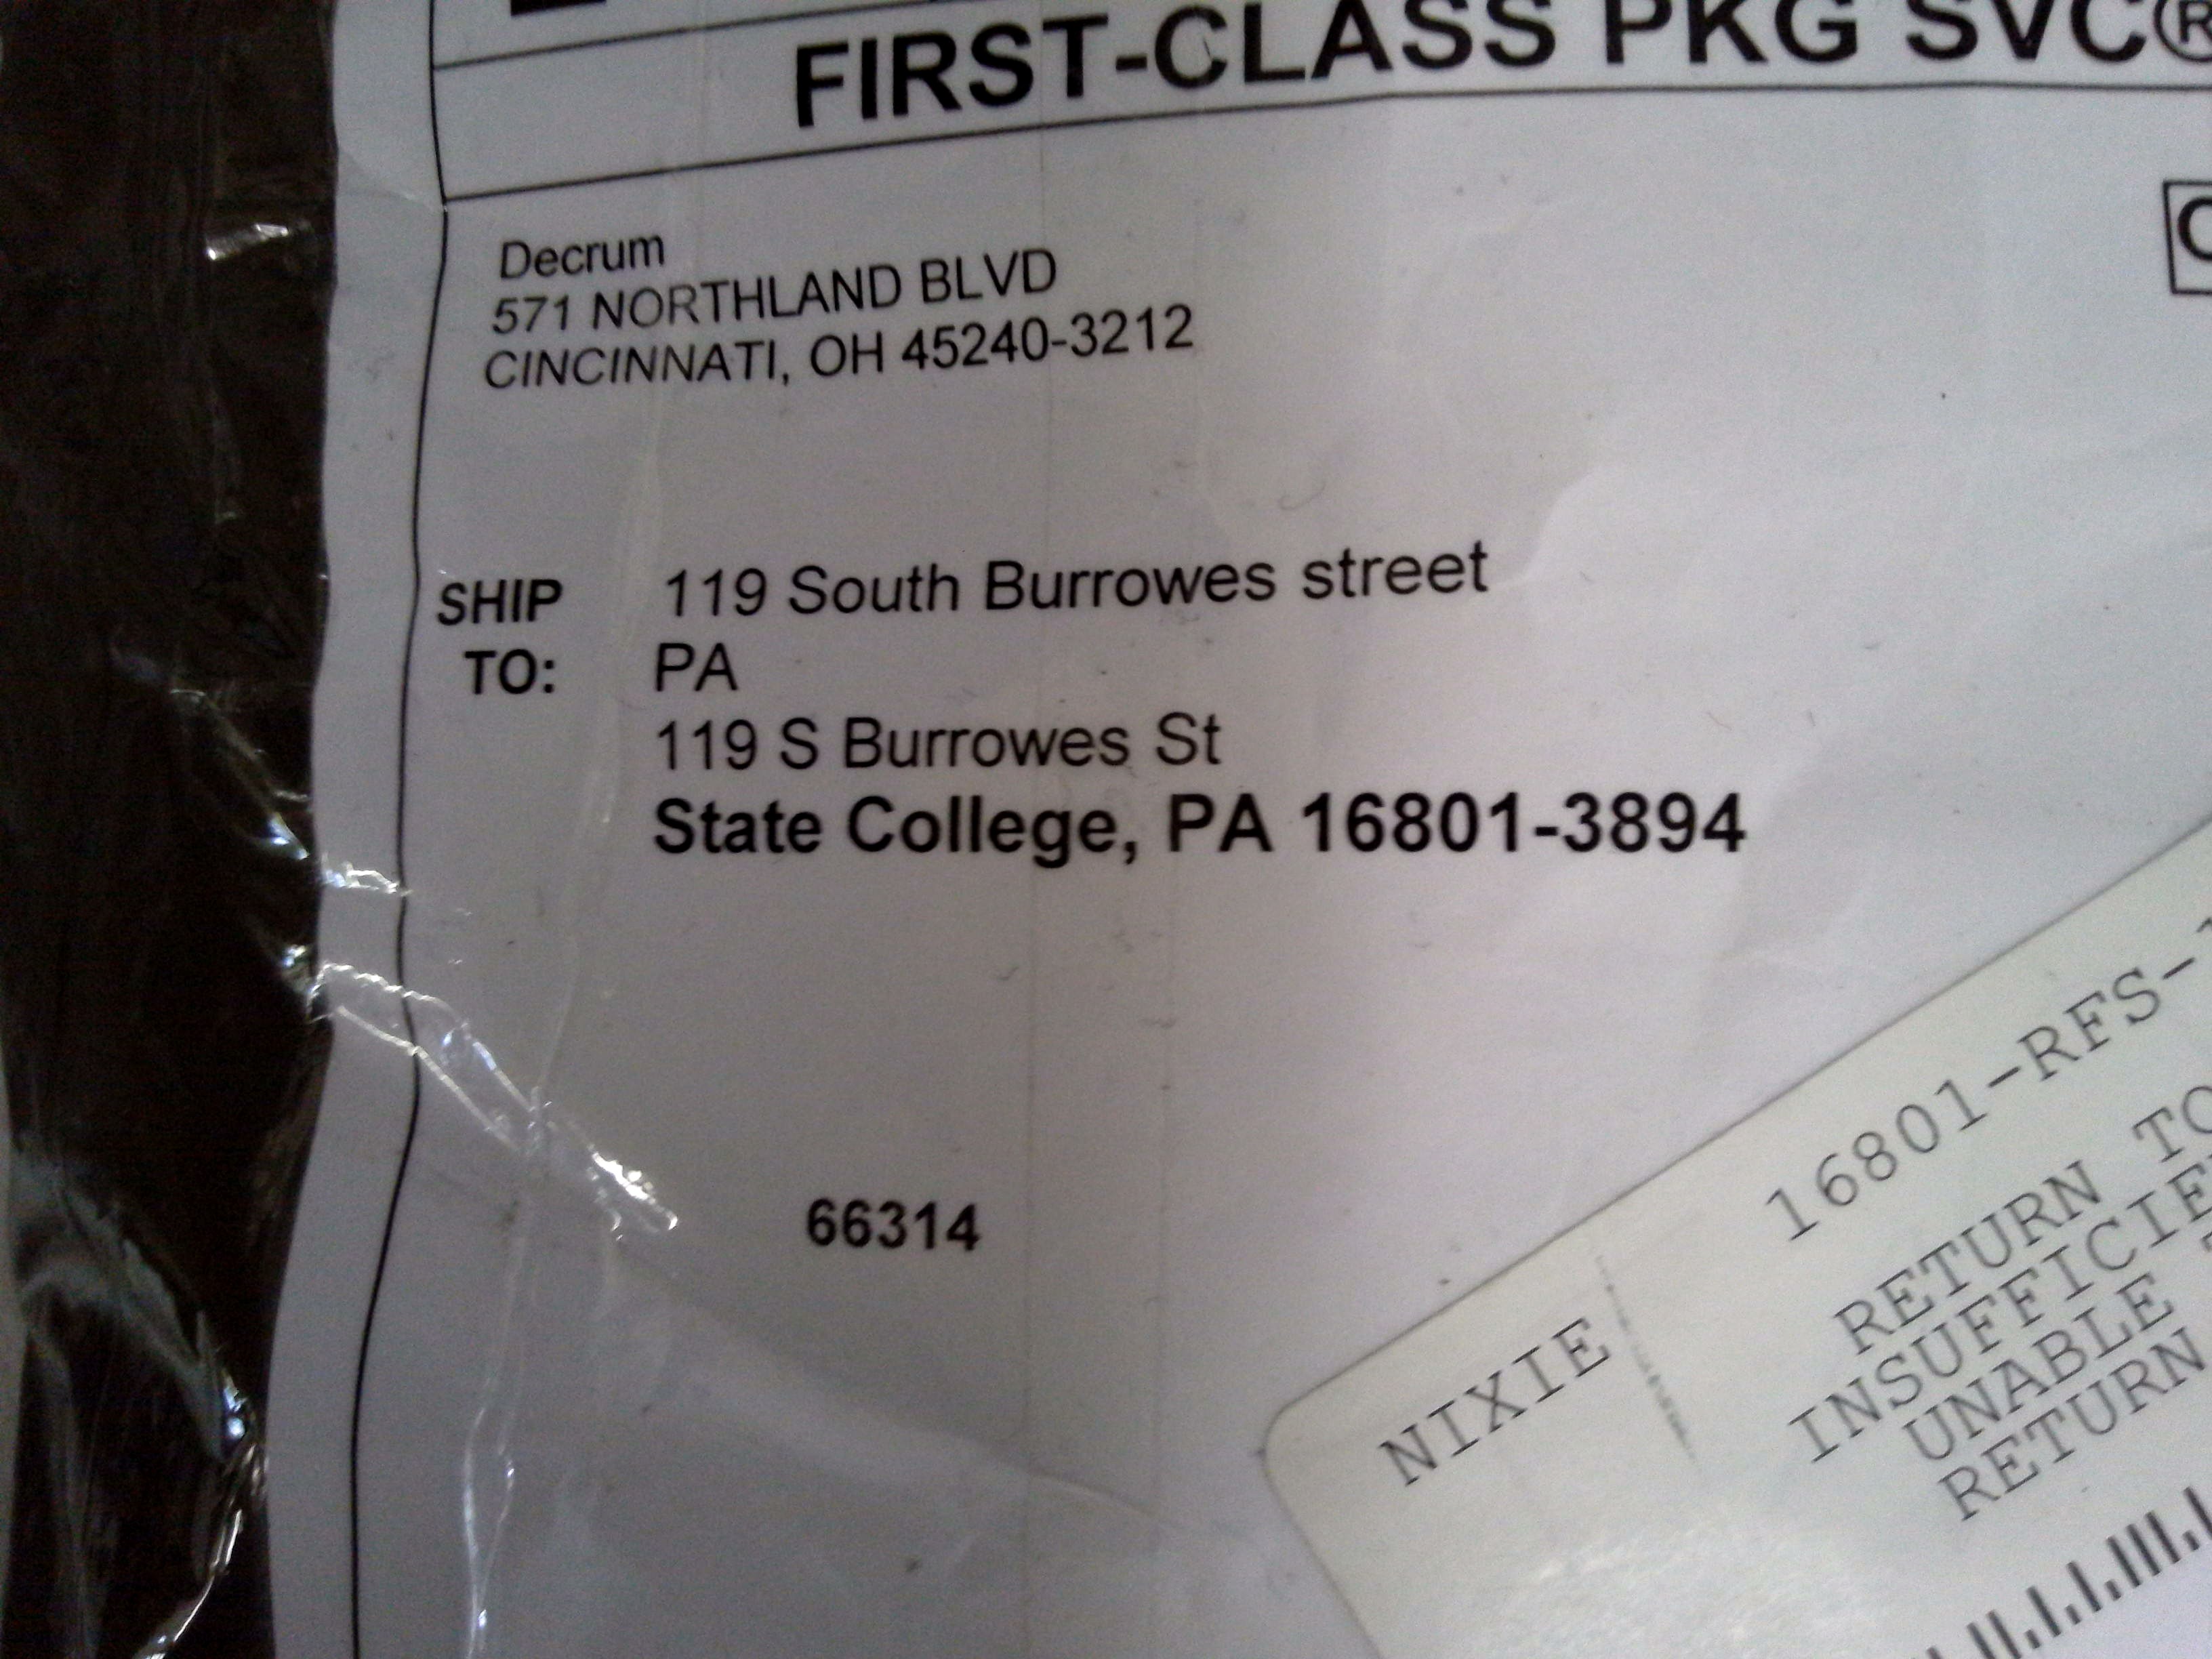 FIRST-CLASS PKG SVC®
Decrum
571 NORTHLAND BLVD
CINCINNATI, OH 45240-3212
C
SHIP TO:
119 South Burrowes street
PA
119 S Burrowes St
State College, PA 16801-3894
66314
NIXIE
16801-RFS-
RETURN TO
UNABLE
RETURN